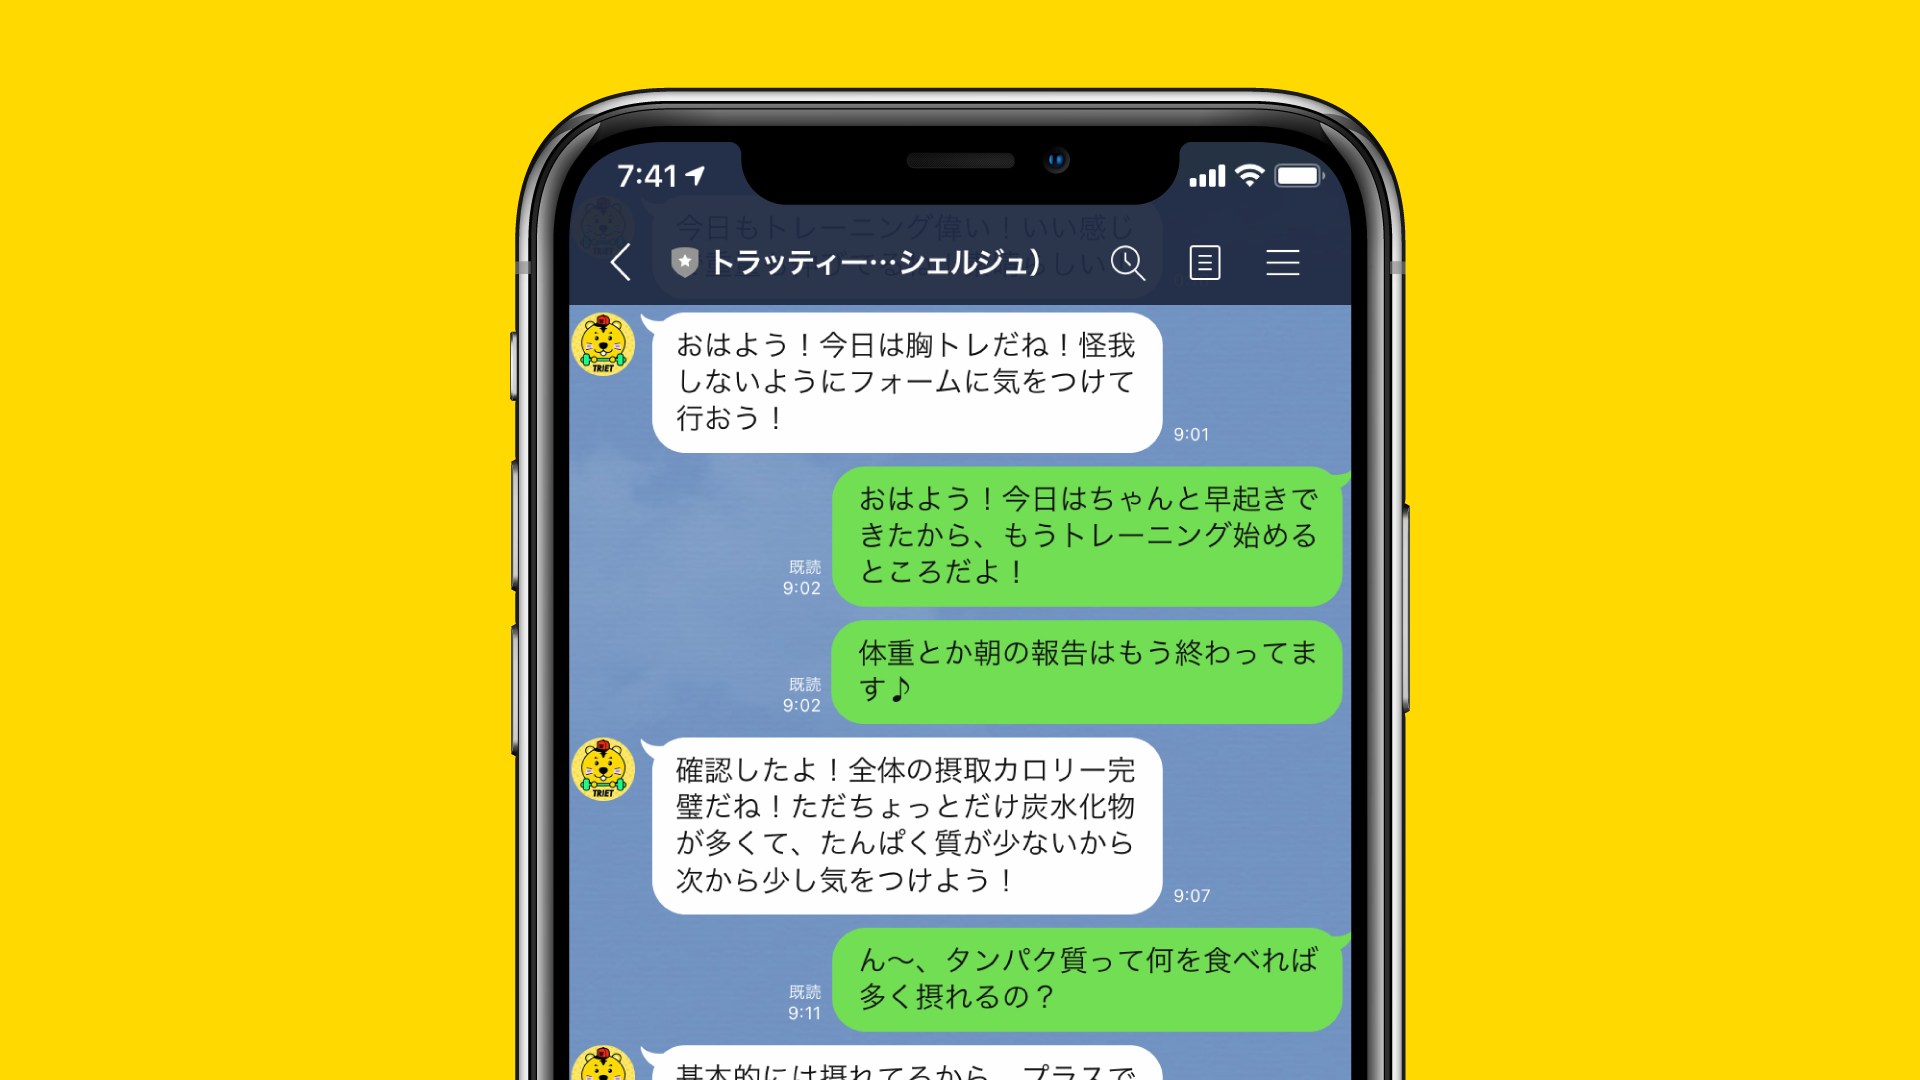 7:41
今日もトレーニング偉い！いい感じ
トラッティー…シェルジュ）
おはよう！今日は胸トレだね！怪我
しないようにフォームに気をつけて
行おう！
9:01
TRIET
おはよう！今日はちゃんと早起きで
きたから、もうトレーニング始める
ところだよ！
既読
9:02
体重とか朝の報告はもう終わってま
す♪
既読
9:02
確認したよ！全体の摂取カロリー完
璧だね！ただちょっとだけ炭水化物
が多くて、たんぱく質が少ないから
次から少し気をつけよう！
9:07
TRIET
ん〜、タンパク質って何を食べれば
多く摂れるの？
既読
9:11
基本的には摂れてるから、プラスで